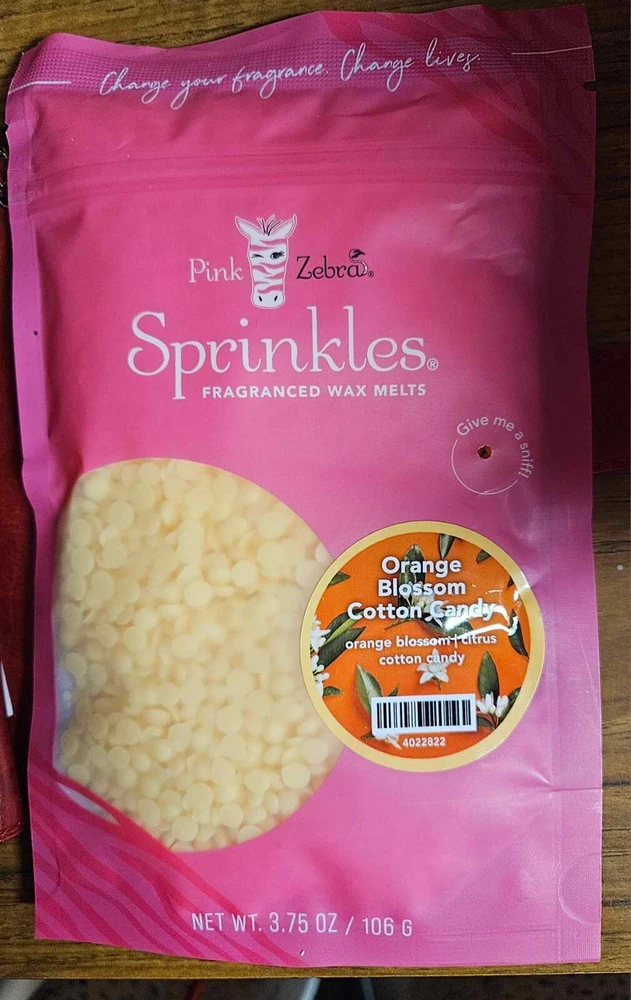 Change your fragrance. Change lives.
Pink Zebra®
Sprinkles®
FRAGRANCED WAX MELTS
Give me a sniff!
Orange
Blossom
Cotton Candy
orange blossom | citrus
cotton candy
4022822
NET WT. 3.75 OZ / 106 G